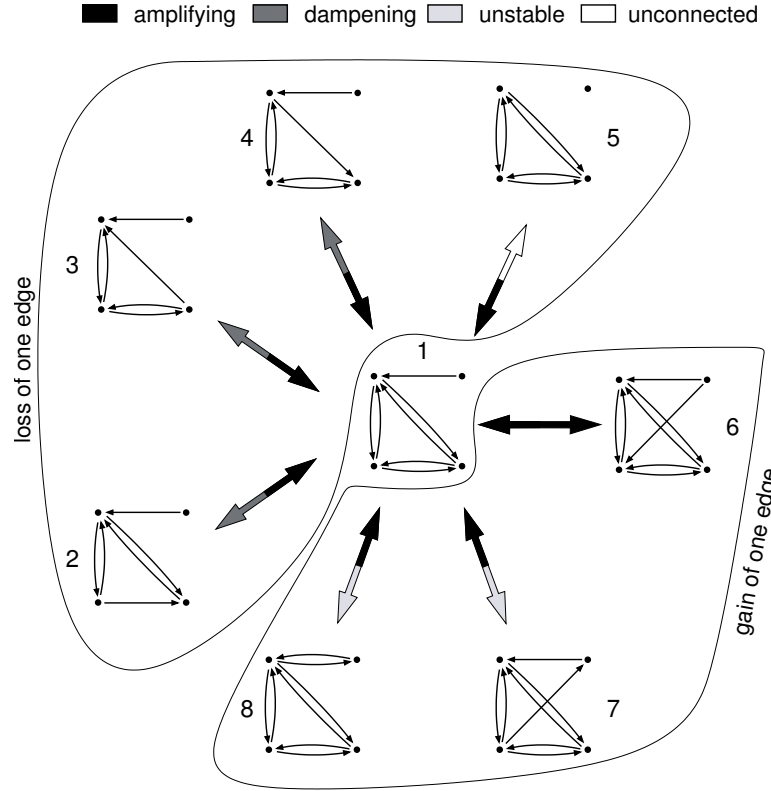 amplifying dampening unstable unconnected
4
5
3
loss of one edge
1
6
2
gain of one edge
8
7